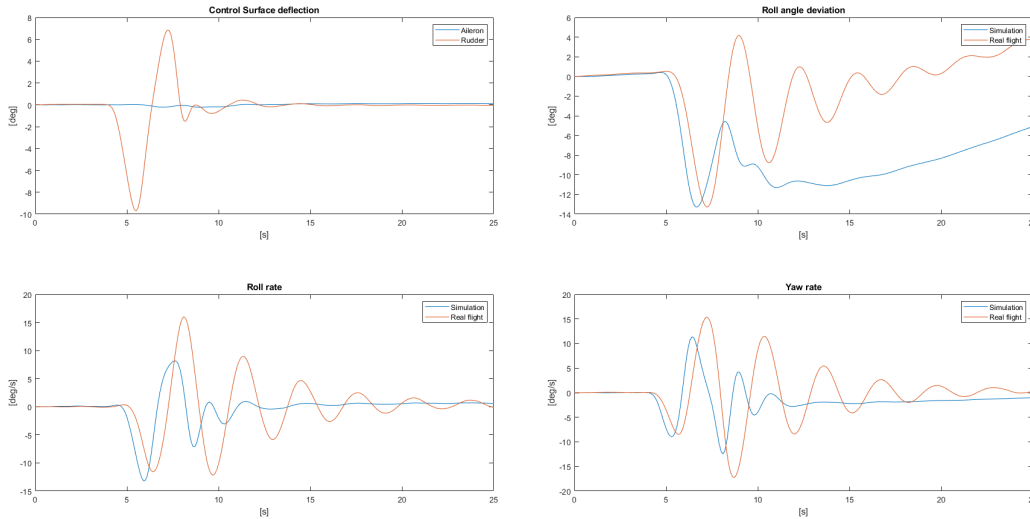 Control Surface deflection
[deg]
8
6
4
2
0
-2
-4
-6
-8
-10
0 5 10 15 20 25
[s]
Aileron
Rudder
Roll angle deviation
[deg]
6
4
2
0
-2
-4
-6
-8
-10
-12
-14
0 5 10 15 20 25
[s]
Simulation
Real flight
Roll rate
[deg/s]
20
15
10
5
0
-5
-10
-15
0 5 10 15 20 25
[s]
Simulation
Real flight
Yaw rate
[deg/s]
20
15
10
5
0
-5
-10
-15
-20
0 5 10 15 20 25
[s]
Simulation
Real flight